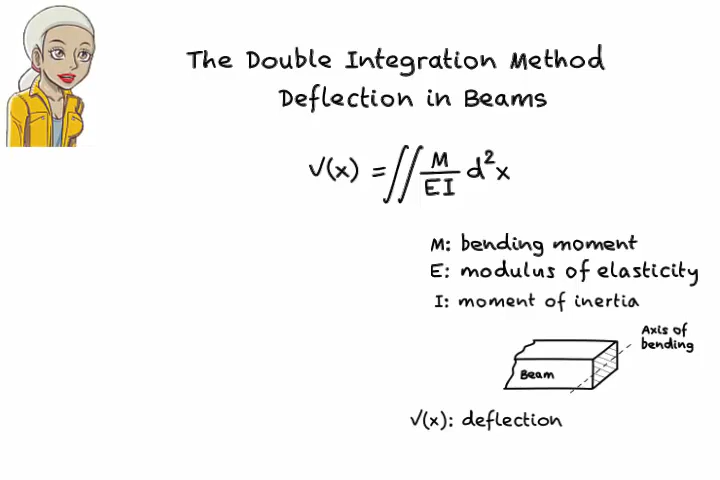 The Double Integration Method
Deflection in Beams
v(x) = ∬ M/EI d²x
M: bending moment
E: modulus of elasticity
I: moment of inertia
Axis of
bending
Beam
v(x): deflection